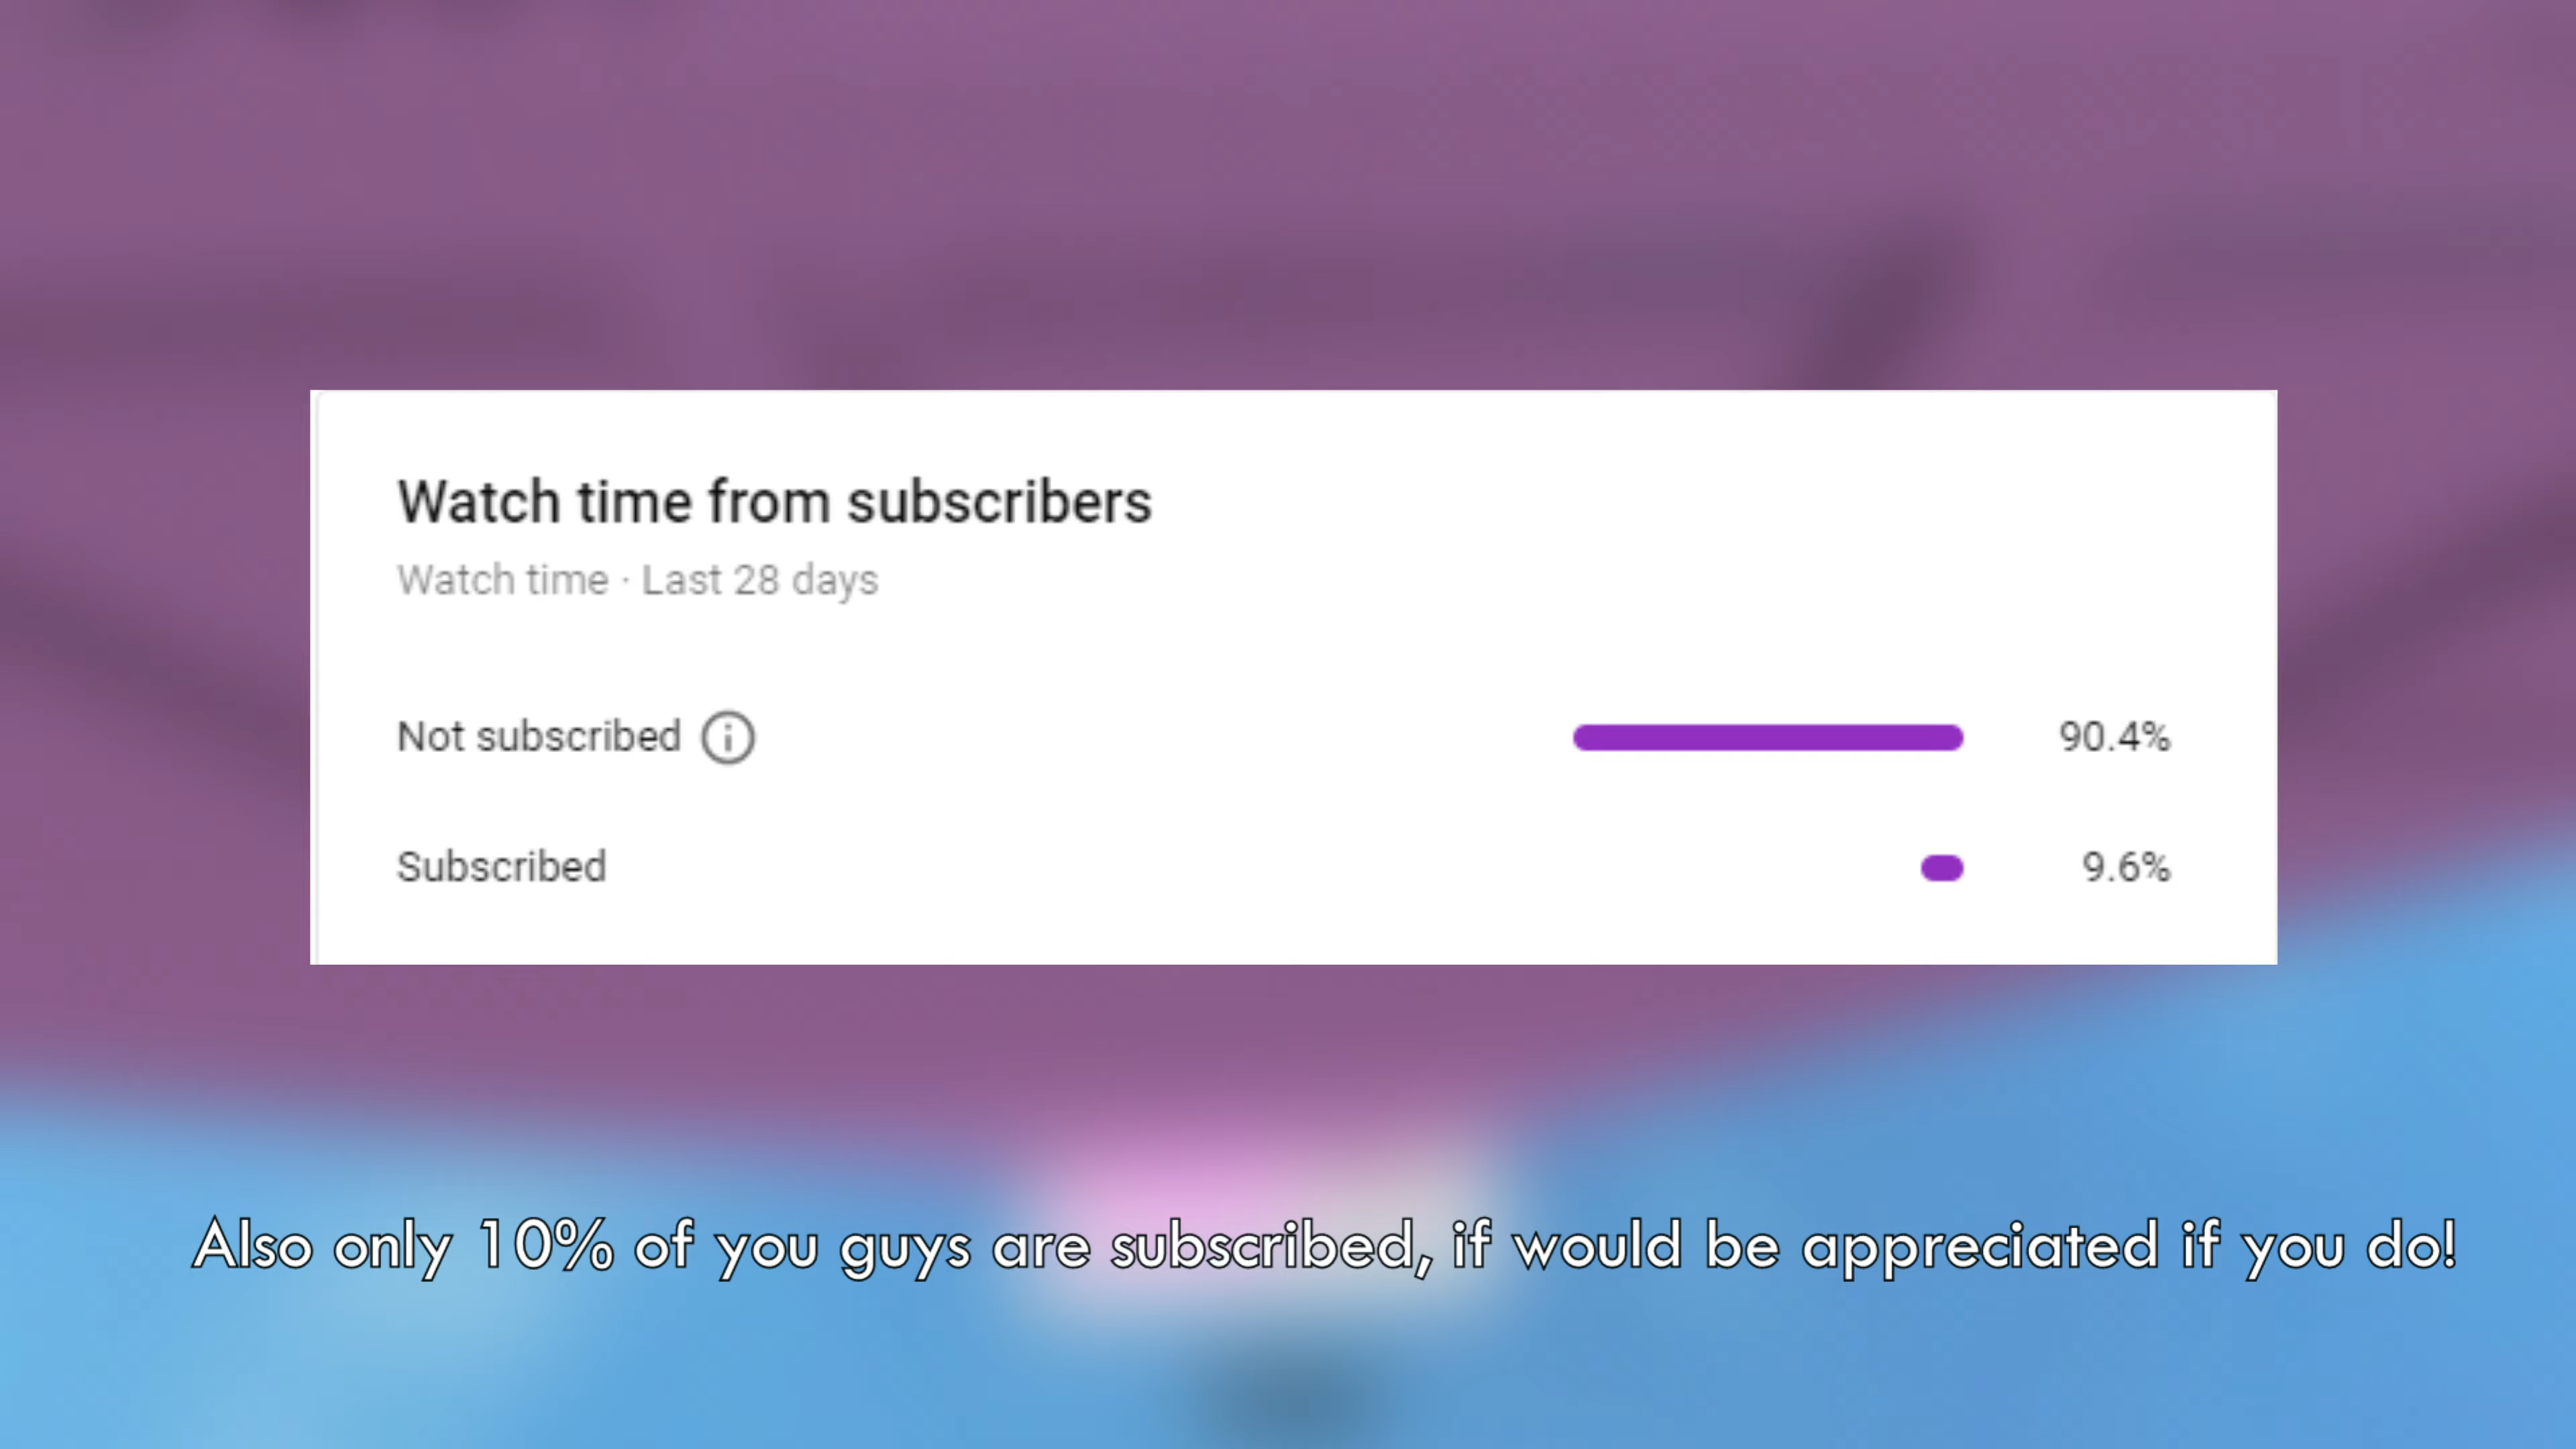 Watch time from subscribers
Watch time · Last 28 days
Not subscribed 90.4%
Subscribed 9.6%
Also only 10% of you guys are subscribed, if would be appreciated if you do!